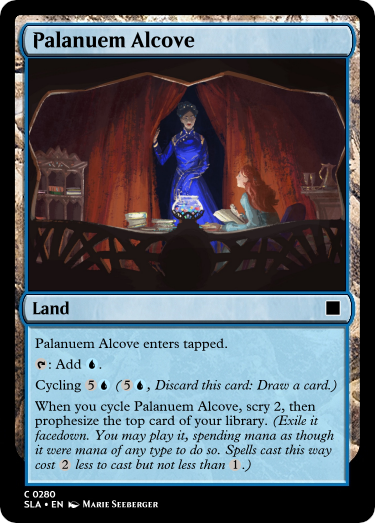 Palanuem Alcove
Land
Palanuem Alcove enters tapped.
: Add .
Cycling 5 (5, Discard this card: Draw a card.)
When you cycle Palanuem Alcove, scry 2, then
prophesize the top card of your library. (Exile it
facedown. You may play it, spending mana as though
it were mana of any type to do so. Spells cast this way
cost 2 less to cast but not less than 1.)
C 0280
SLA • EN Marie Seeberger